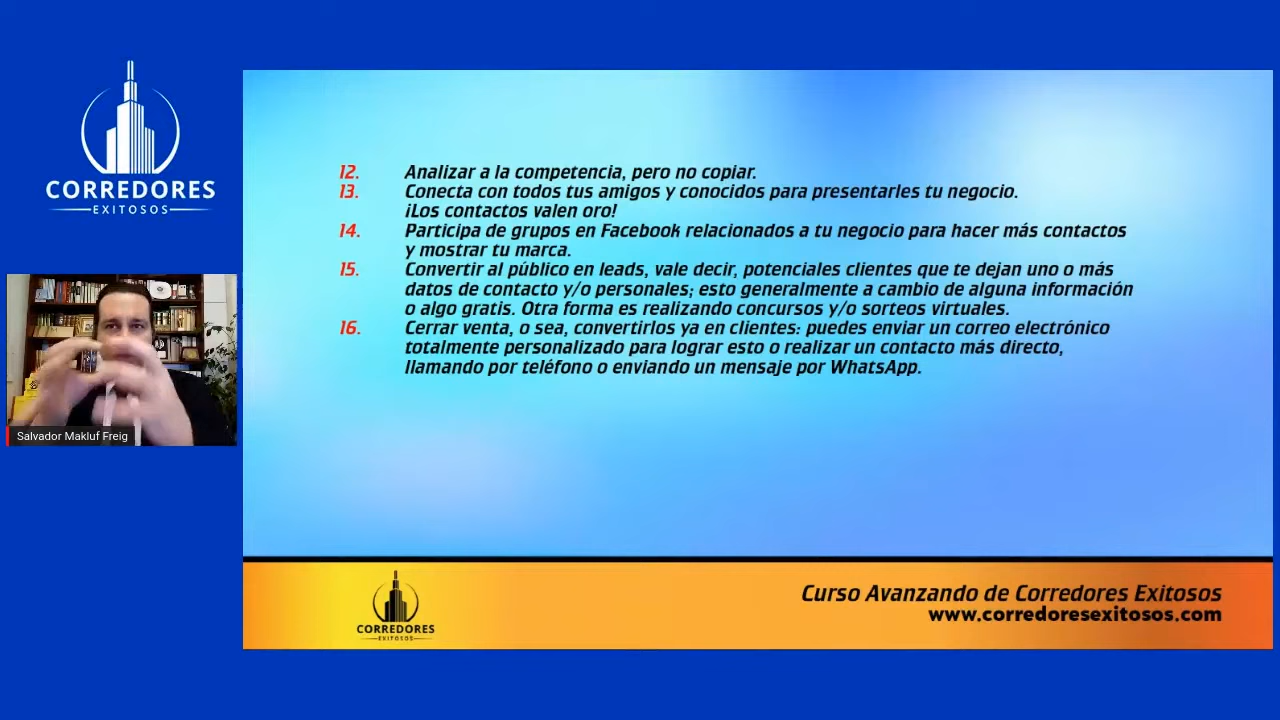 CORREDORES
EXITOSOS
Salvador Makluf Freig
12. Analizar a la competencia, pero no copiar.
13. Conecta con todos tus amigos y conocidos para presentarles tu negocio.
¡Los contactos valen oro!
14. Participa de grupos en Facebook relacionados a tu negocio para hacer más contactos
y mostrar tu marca.
15. Convertir al público en leads, vale decir, potenciales clientes que te dejan uno o más
datos de contacto y/o personales; esto generalmente a cambio de alguna información
o algo gratis. Otra forma es realizando concursos y/o sorteos virtuales.
16. Cerrar venta, o sea, convertirlos ya en clientes: puedes enviar un correo electrónico
totalmente personalizado para lograr esto o realizar un contacto más directo,
llamando por teléfono o enviando un mensaje por WhatsApp.
CORREDORES
EXITOSOS
Curso Avanzando de Corredores Exitosos
www.corredoresexitosos.com